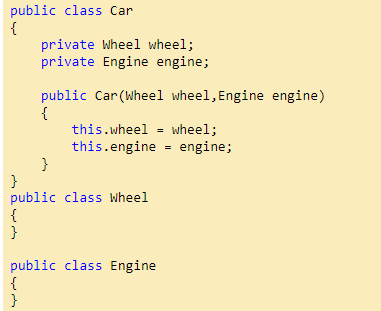 public class Car
{
    private Wheel wheel;
    private Engine engine;

    public Car(Wheel wheel,Engine engine)
    {
        this.wheel = wheel;
        this.engine = engine;
    }
}
public class Wheel
{
}

public class Engine
{
}